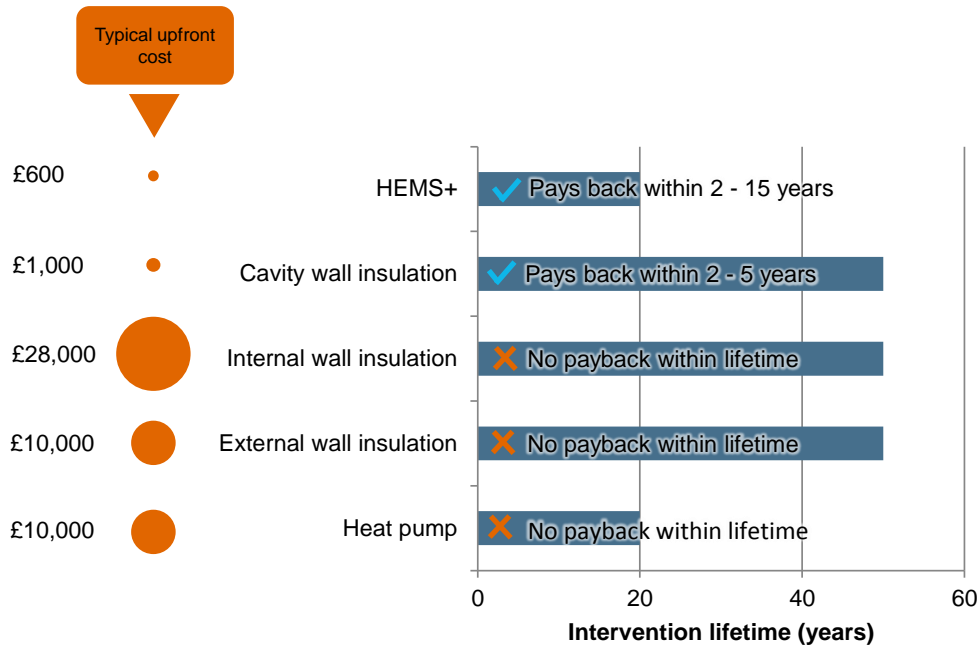 Typical upfront
cost
£600
HEMS+
Pays back within 2 - 15 years
£1,000
Cavity wall insulation
Pays back within 2 - 5 years
£28,000
Internal wall insulation
No payback within lifetime
£10,000
External wall insulation
No payback within lifetime
£10,000
Heat pump
No payback within lifetime
0
20
40
60
Intervention lifetime (years)